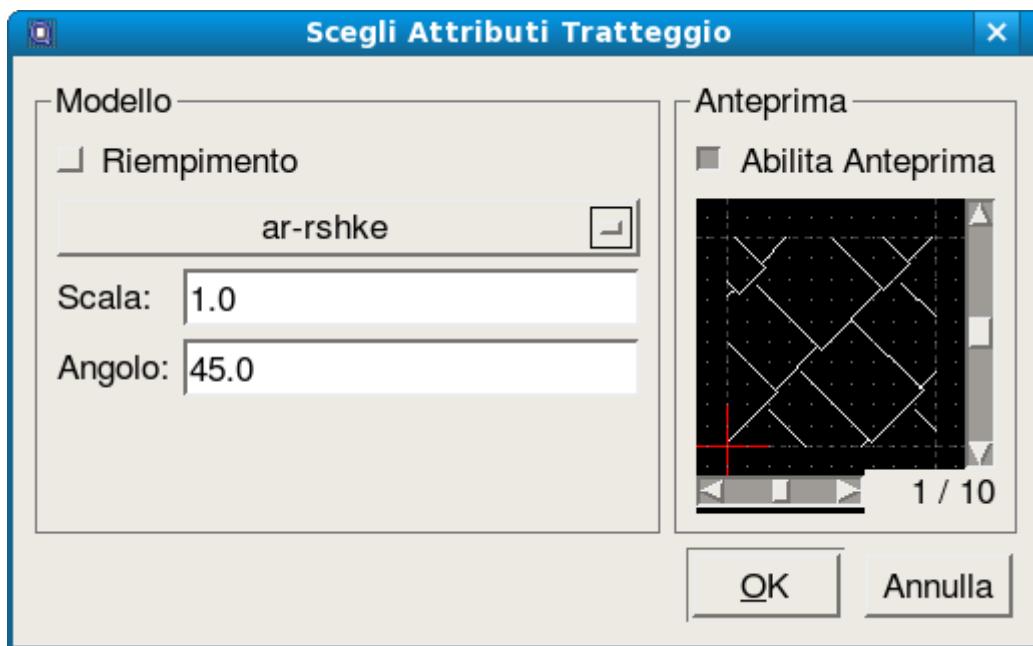 Scegli Attributi Tratteggio
Modello
Riempimento
ar-rshke
Scala: 1.0
Angolo: 45.0
Anteprima
Abilita Anteprima
1 / 10
OK
Annulla